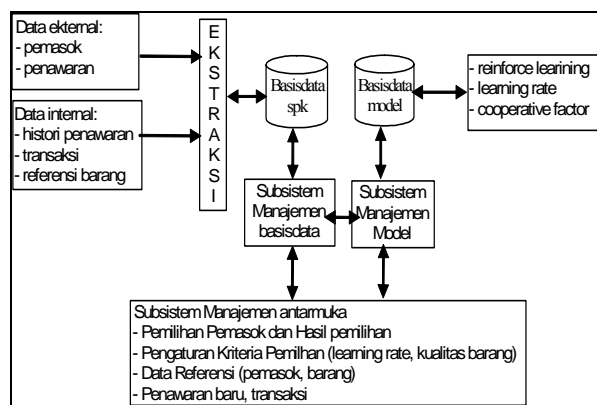 Data ekternal:
- pemasok
- penawaran
Data internal:
- histori penawaran
- transaksi
- referensi barang
E
K
S
T
R
A
K
S
I
Basisdata
spk
Basisdata
model
- reinforce learining
- learning rate
- cooperative factor
Subsistem
Manajemen
basisdata
Subsistem
Manajemen
Model
Subsistem Manajemen antarmuka
- Pemilihan Pemasok dan Hasil pemilihan
- Pengaturan Kriteria Pemilhan (learning rate, kualitas barang)
- Data Referensi (pemasok, barang)
- Penawaran baru, transaksi